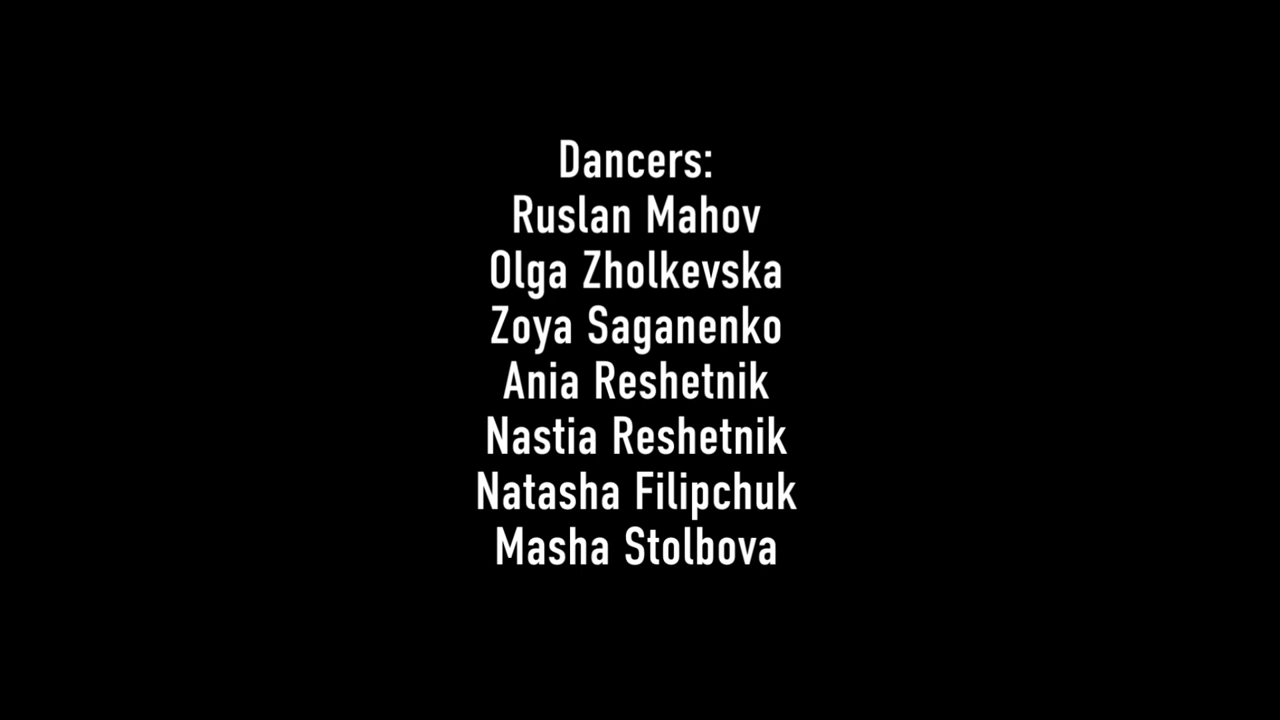 Dancers:
Ruslan Mahov
Olga Zholkevska
Zoya Saganenko
Ania Reshetnik
Nastia Reshetnik
Natasha Filipchuk
Masha Stolbova